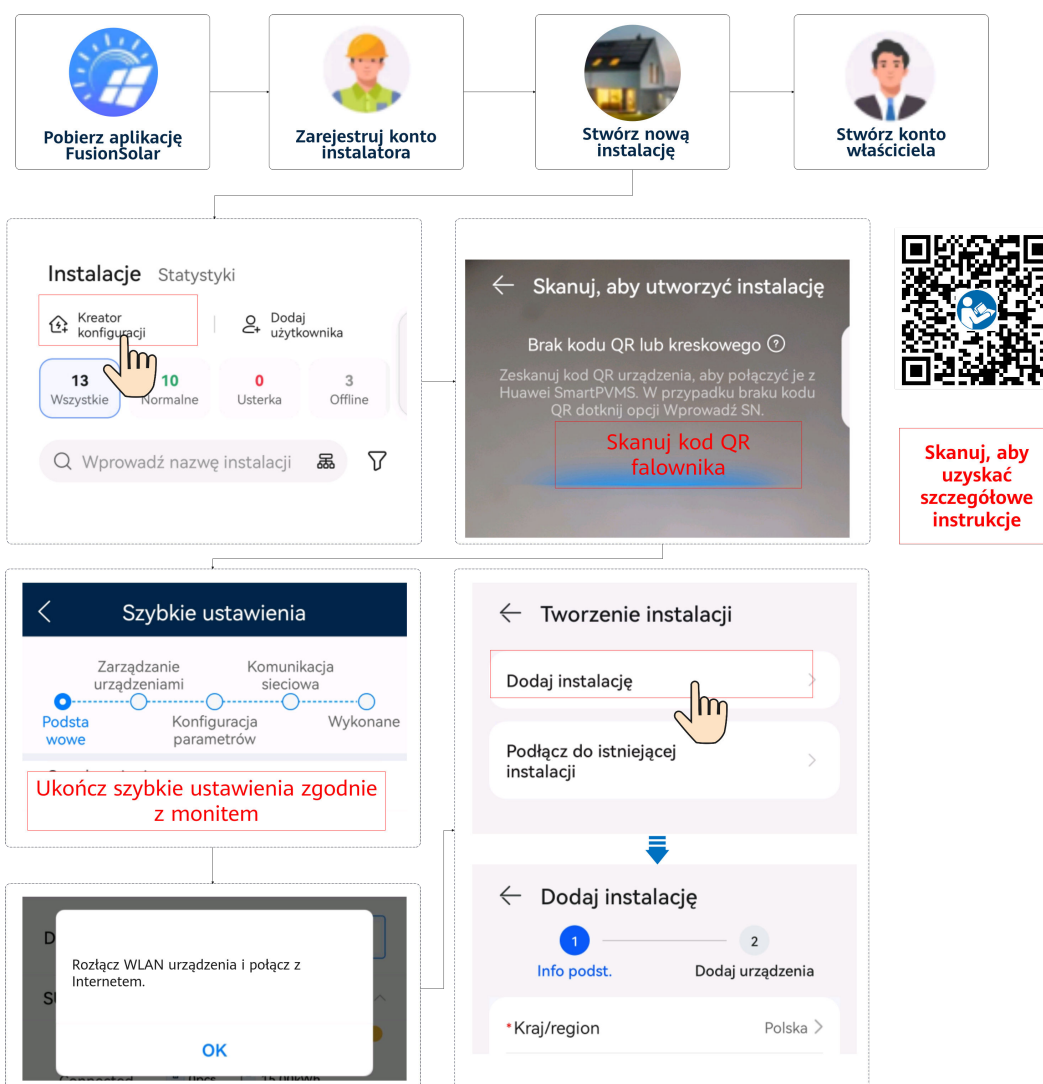 Pobierz aplikację
FusionSolar
Zarejestruj konto
instalatora
Stwórz nową
instalację
Stwórz konto
właściciela
Instalacje Statystyki
Kreator
konfiguracji
Dodaj
użytkownika
13
Wszystkie
10
Normalne
0
Usterka
3
Offline
Wprowadź nazwę instalacji
Skanuj, aby utworzyć instalację
Brak kodu QR lub kreskowego ?
Zeskanuj kod QR urządzenia, aby połączyć je z
Huawei SmartPVMS. W przypadku braku kodu
QR dotknij opcji Wprowadź SN.
Skanuj kod QR
falownika
Skanuj, aby
uzyskać
szczegółowe
instrukcje
Szybkie ustawienia
Zarządzanie
urządzeniami
Komunikacja
sieciowa
Podsta
wowe
Konfiguracja
parametrów
Wykonane
Ukończ szybkie ustawienia zgodnie
z monitem
Tworzenie instalacji
Dodaj instalację
Podłącz do istniejącej
instalacji
Rozłącz WLAN urządzenia i połącz z
Internetem.
OK
Dodaj instalację
1
Info podst.
2
Dodaj urządzenia
*Kraj/region Polska